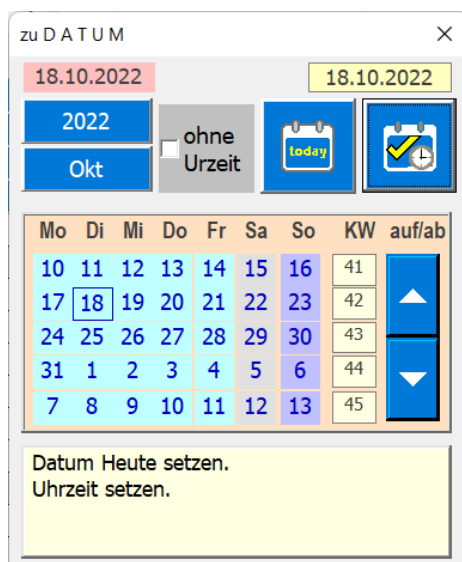 zu D A T U M
18.10.2022 18.10.2022
2022
Okt
ohne
Urzeit
today
Mo Di Mi Do Fr Sa So KW auf/ab
10 11 12 13 14 15 16 41
17 18 19 20 21 22 23 42
24 25 26 27 28 29 30 43
31 1 2 3 4 5 6 44
7 8 9 10 11 12 13 45
Datum Heute setzen.
Uhrzeit setzen.